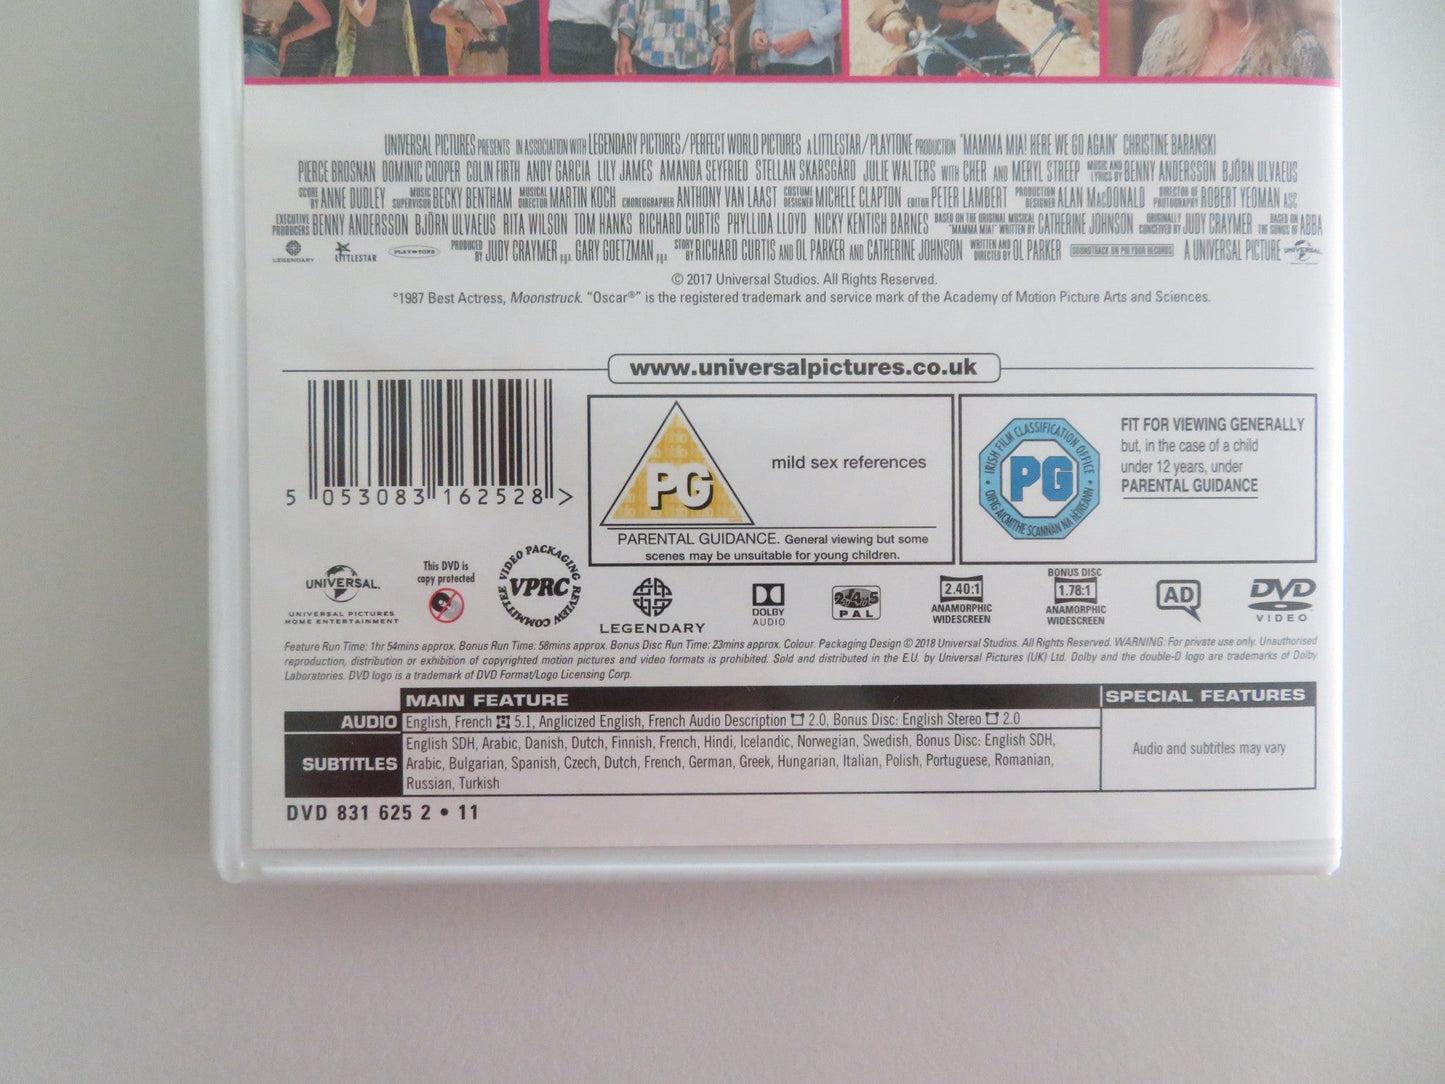 UNIVERSAL PICTURES PRESENTS IN ASSOCIATION WITH LEGENDARY PICTURES/PERFECT WORLD PICTURES A LITTLESTAR/PLAYTONE PRODUCTION "MAMMA MIA! HERE WE GO AGAIN" CHRISTINE BARANSKI
PIERCE BROSNAN DOMINIC COOPER COLIN FIRTH ANDY GARCIA LILY JAMES AMANDA SEYFRIED STELLAN SKARSGÅRD JULIE WALTERS WITH CHER AND MERYL STREEP MUSIC AND LYRICS BY BENNY ANDERSSON BJÖRN ULVAEUS
SCORE BY ANNE DUDLEY MUSIC SUPERVISOR BECKY BENTHAM MUSICAL DIRECTOR MARTIN KOCH CHOREOGRAPHER ANTHONY VAN LAAST COSTUME DESIGNER MICHELE CLAPTON EDITOR PETER LAMBERT PRODUCTION DESIGNER ALAN MacDONALD DIRECTOR OF PHOTOGRAPHY ROBERT YEOMAN ASC
EXECUTIVE PRODUCERS BENNY ANDERSSON BJÖRN ULVAEUS RITA WILSON TOM HANKS RICHARD CURTIS PHYLLIDA LLOYD NICKY KENTISH BARNES BASED ON THE ORIGINAL MUSICAL "MAMMA MIA!" WRITTEN BY CATHERINE JOHNSON ORIGINALLY CONCEIVED BY JUDY CRAYMER BASED ON THE SONGS OF ABBA
LEGENDARY LITTLESTAR PLAYTONE PRODUCED BY JUDY CRAYMER p.g.a. GARY GOETZMAN p.g.a. STORY BY RICHARD CURTIS AND OL PARKER AND CATHERINE JOHNSON WRITTEN AND DIRECTED BY OL PARKER SOUNDTRACK ON POLYDOR RECORDS A UNIVERSAL PICTURE UNIVERSAL
© 2017 Universal Studios. All Rights Reserved.
°1987 Best Actress, Moonstruck. "Oscar®" is the registered trademark and service mark of the Academy of Motion Picture Arts and Sciences.
www.universalpictures.co.uk
5 053083 162528 >
PG
mild sex references
PARENTAL GUIDANCE. General viewing but some
scenes may be unsuitable for young children.
IRISH FILM CLASSIFICATION OFFICE
PG
OIFIG AICMITHE SCANNÁN NA HÉIREANN
FIT FOR VIEWING GENERALLY
but, in the case of a child
under 12 years, under
PARENTAL GUIDANCE
UNIVERSAL
UNIVERSAL PICTURES
HOME ENTERTAINMENT
This DVD is
copy protected
VIDEO PACKAGING REVIEW COMMITTEE
VPRC
LEGENDARY
DOLBY
AUDIO
2 4 5
PAL
2.40:1
ANAMORPHIC
WIDESCREEN
BONUS DISC
1.78:1
ANAMORPHIC
WIDESCREEN
AD
DVD
VIDEO
Feature Run Time: 1hr 54mins approx. Bonus Run Time: 58mins approx. Bonus Disc Run Time: 23mins approx. Colour. Packaging Design © 2018 Universal Studios. All Rights Reserved. WARNING: For private use only. Unauthorised
reproduction, distribution or exhibition of copyrighted motion pictures and video formats is prohibited. Sold and distributed in the E.U. by Universal Pictures (UK) Ltd. Dolby and the double-D logo are trademarks of Dolby
Laboratories. DVD logo is a trademark of DVD Format/Logo Licensing Corp.
MAIN FEATURE
SPECIAL FEATURES
AUDIO English, French 5.1, Anglicized English, French Audio Description 2.0, Bonus Disc: English Stereo 2.0
SUBTITLES English SDH, Arabic, Danish, Dutch, Finnish, French, Hindi, Icelandic, Norwegian, Swedish, Bonus Disc: English SDH,
Arabic, Bulgarian, Spanish, Czech, Dutch, French, German, Greek, Hungarian, Italian, Polish, Portuguese, Romanian,
Russian, Turkish
Audio and subtitles may vary
DVD 831 625 2 • 11